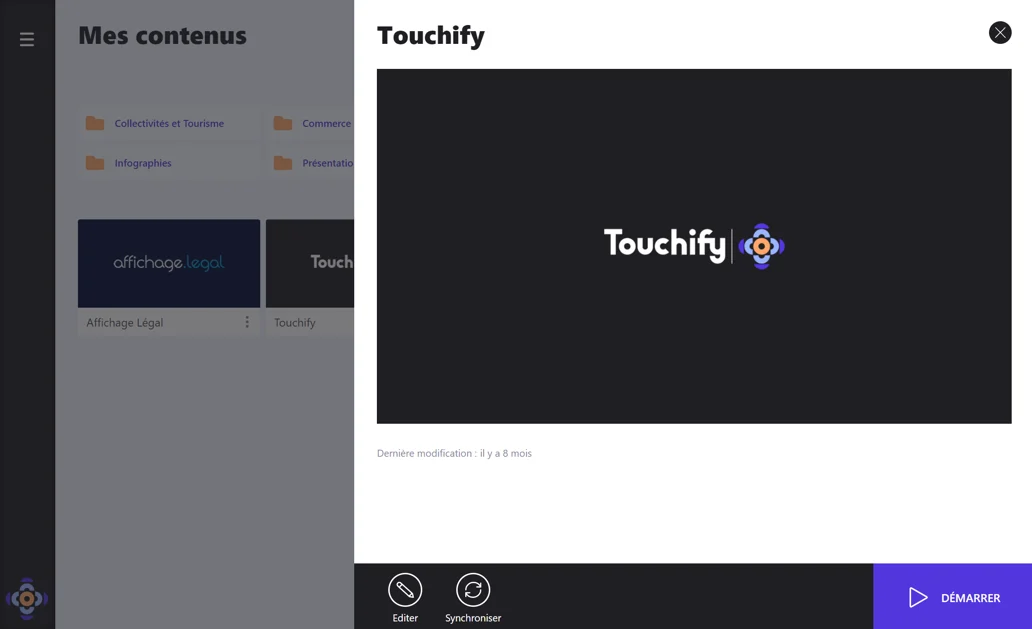 Mes contenus
Touchify
Collectivités et Tourisme
Commerce
Infographies
Présentatio
affichage.legal
Touch
Affichage Légal
Touchify
Touchify
Dernière modification : il y a 8 mois
Editer
Synchroniser
DÉMARRER